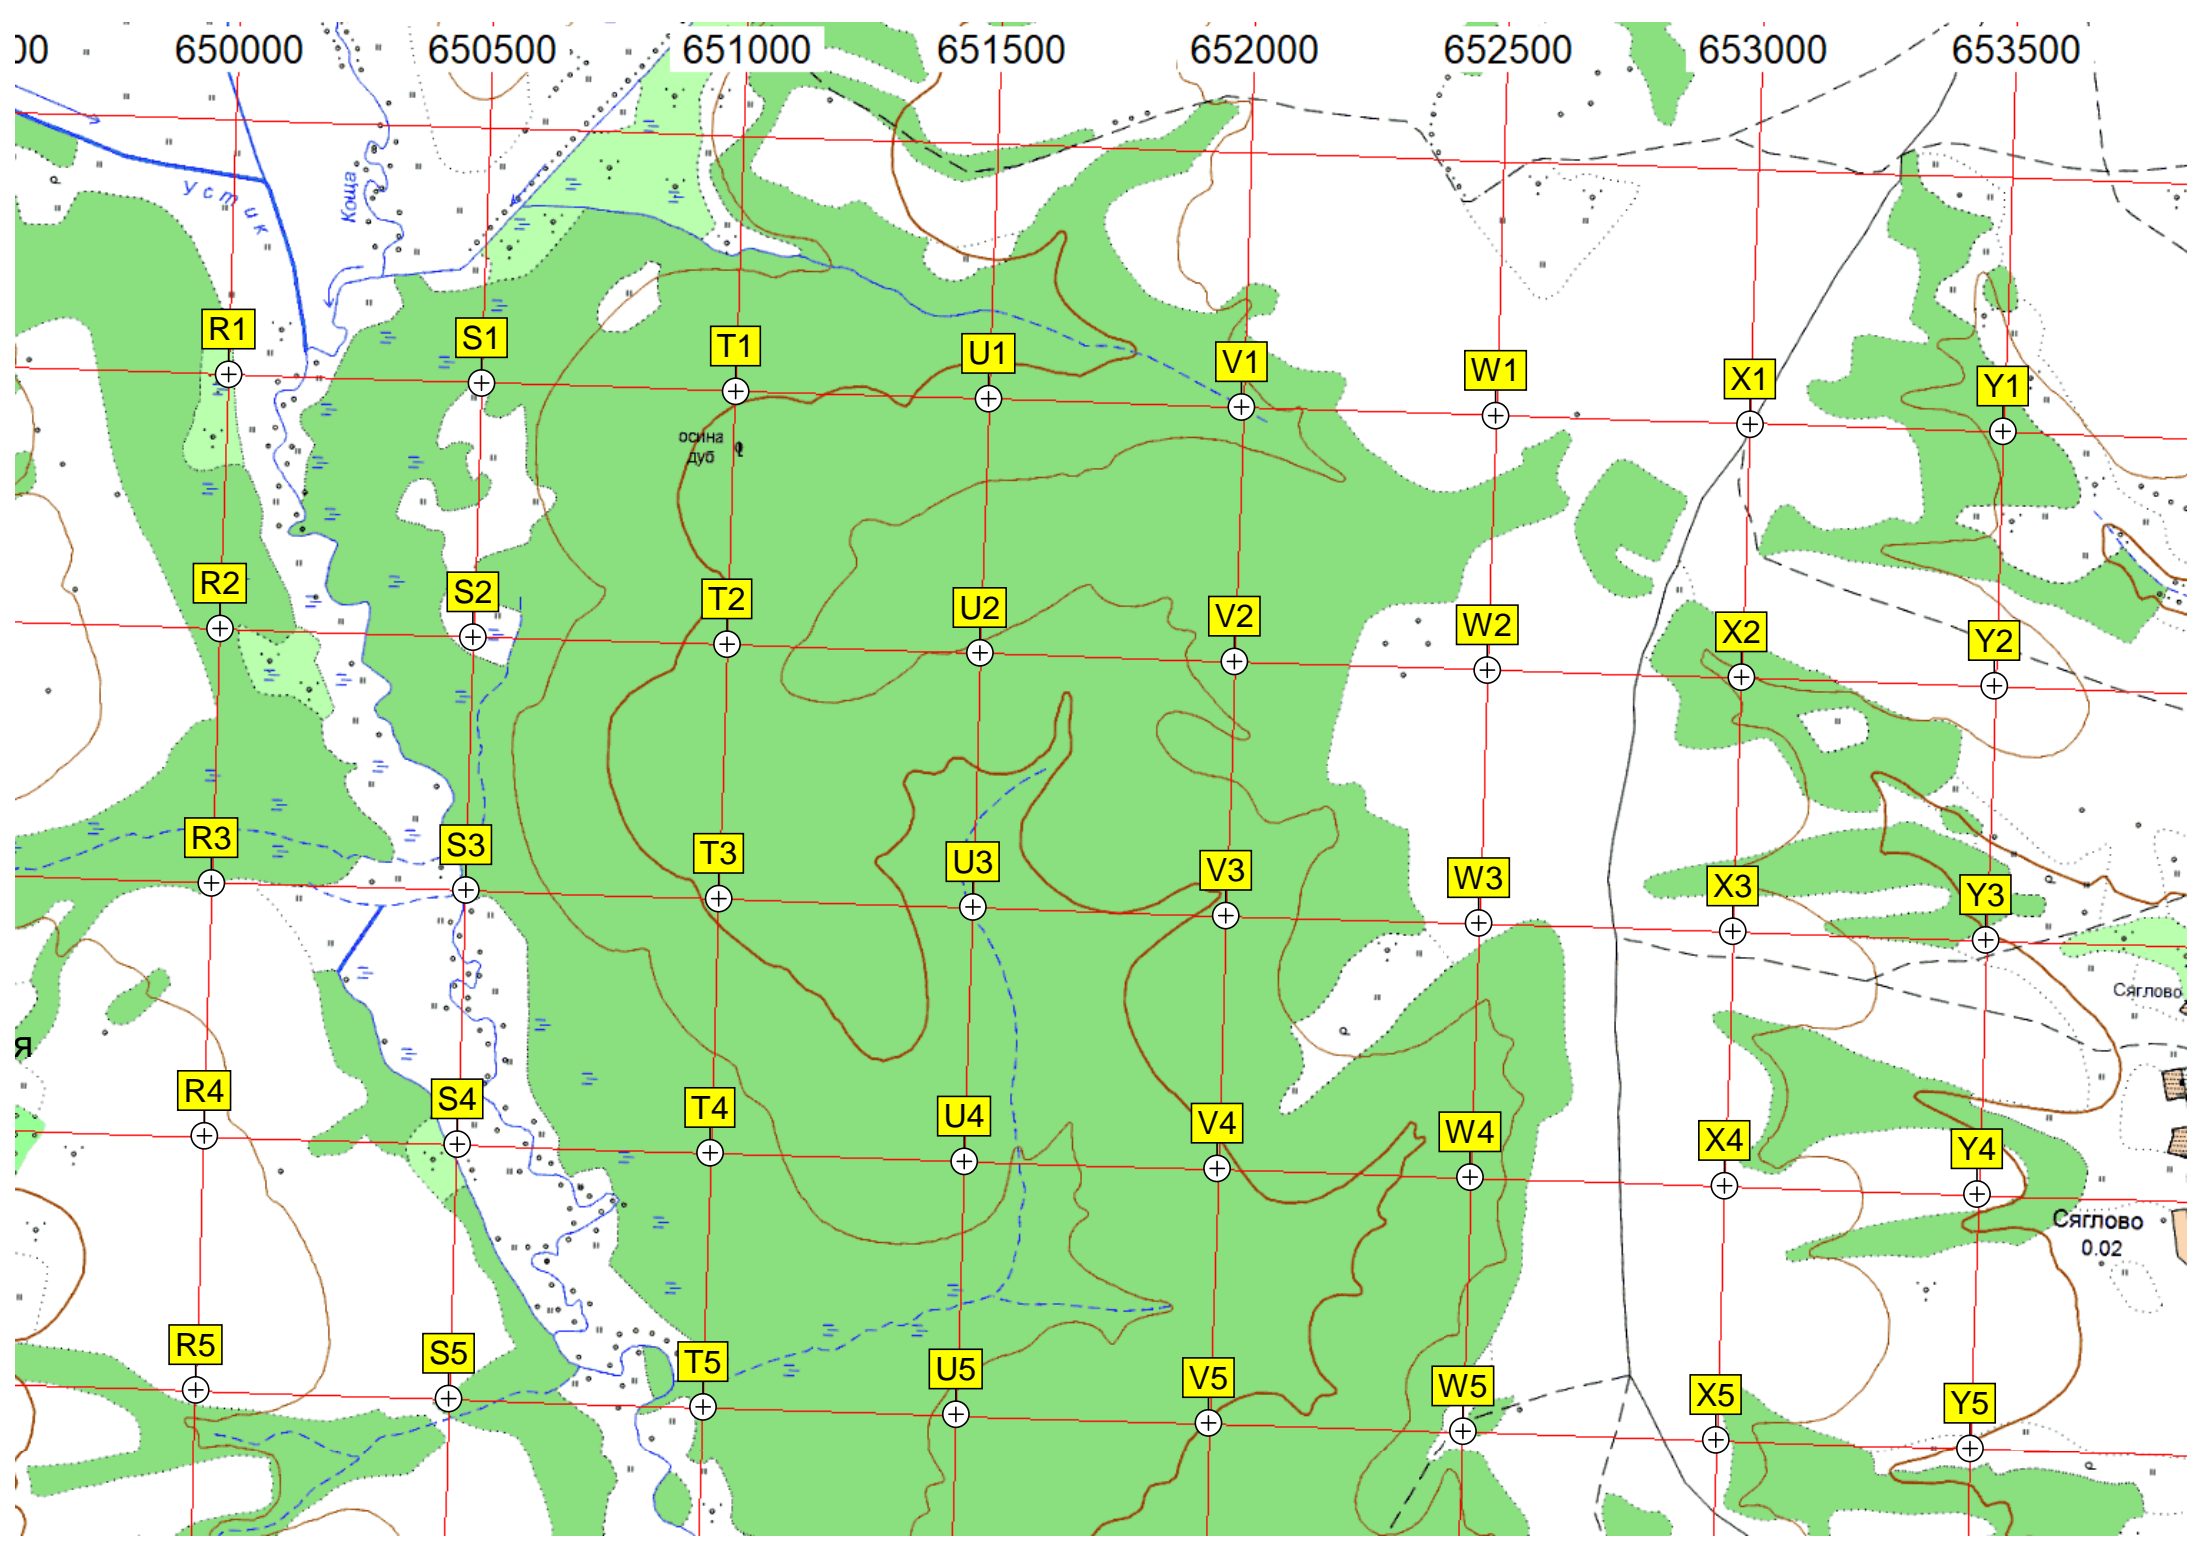 00 650000 650500 651000 651500 652000 652500 653000 653500
Устик
Коща
R1 S1 T1 U1 V1 W1 X1 Y1
осина
дуб
R2 S2 T2 U2 V2 W2 X2 Y2
R3 S3 T3 U3 V3 W3 X3 Y3
Сяглово
я
R4 S4 T4 U4 V4 W4 X4 Y4
Сяглово
0.02
R5 S5 T5 U5 V5 W5 X5 Y5